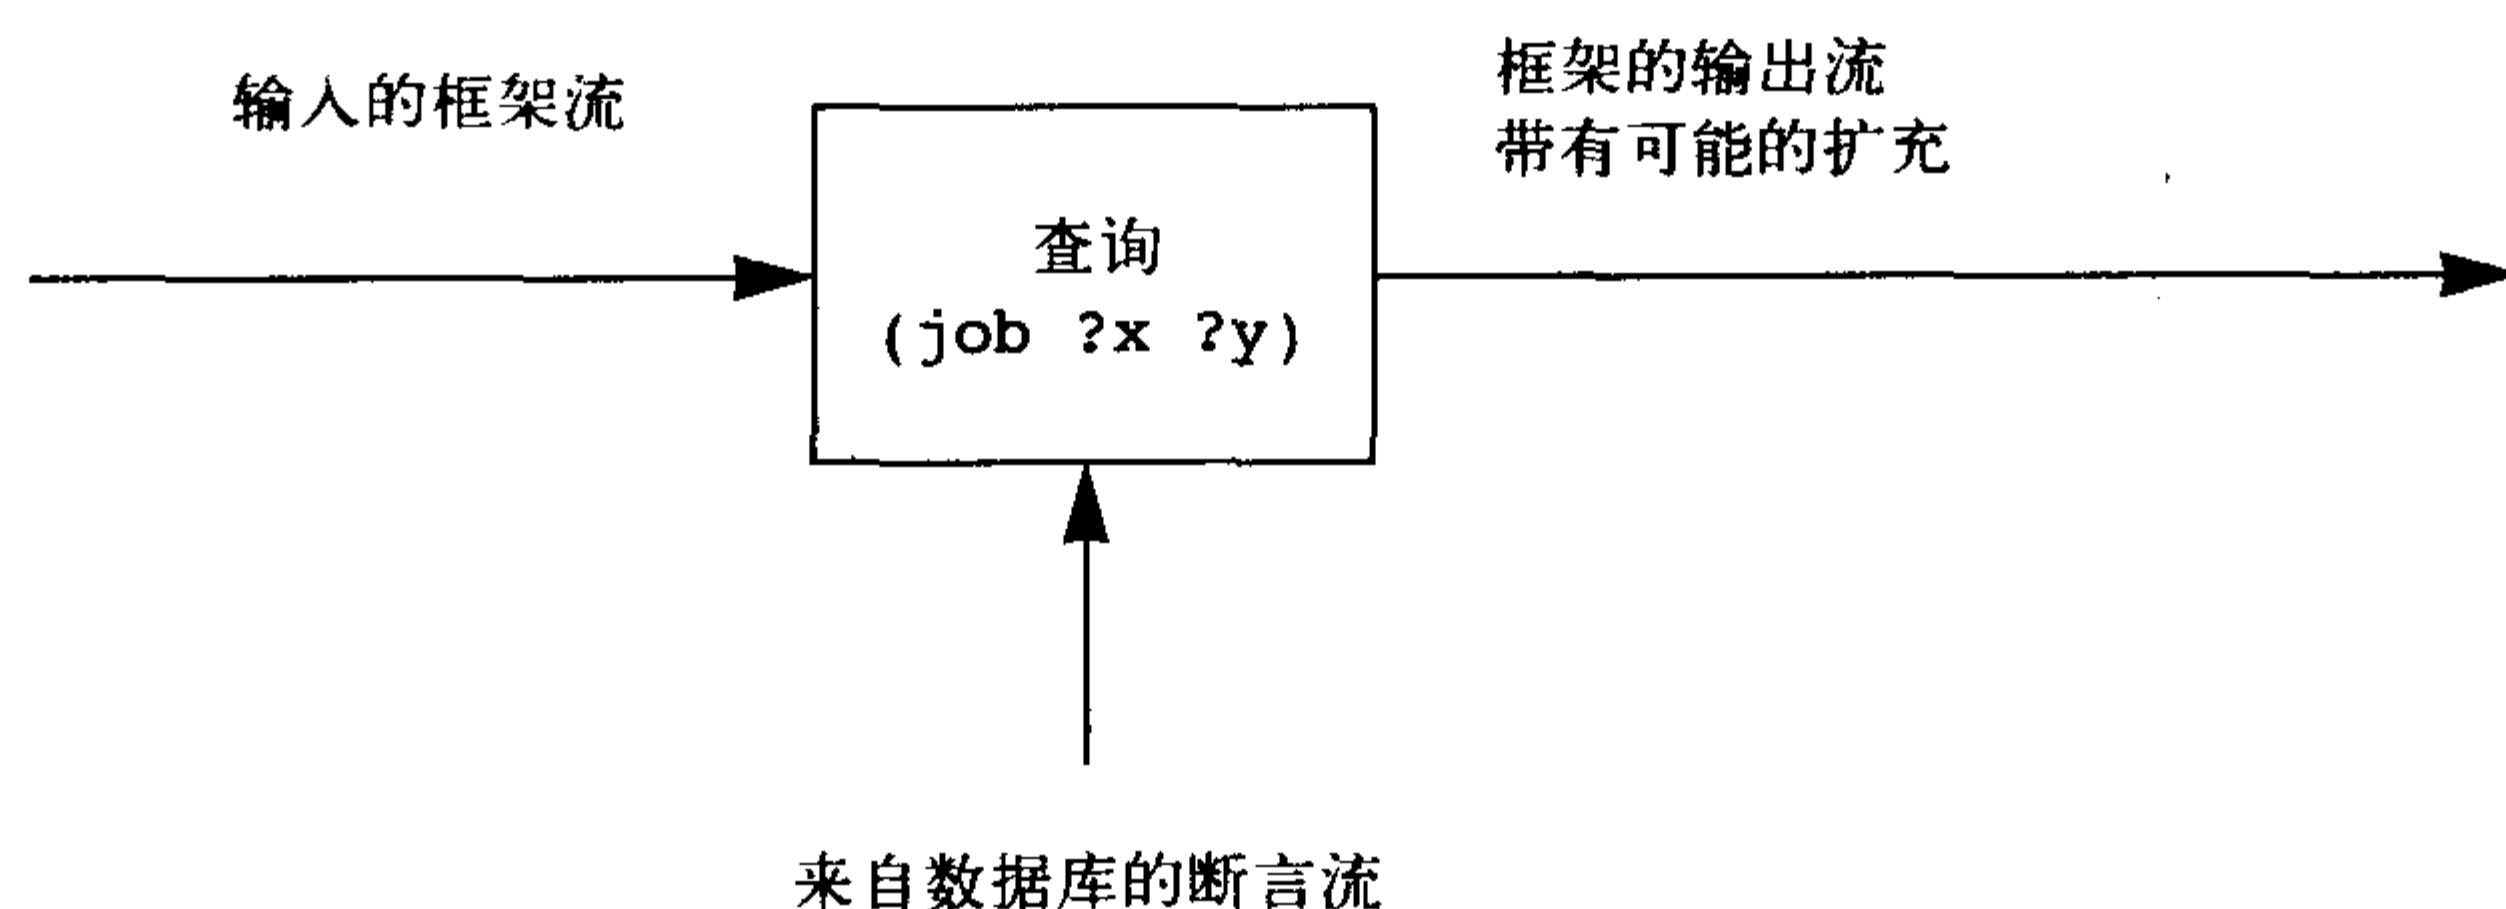 输入的框架流
框架的输出流
带有可能的扩充
查询
(job ?x ?y)
来自数据库的断言流